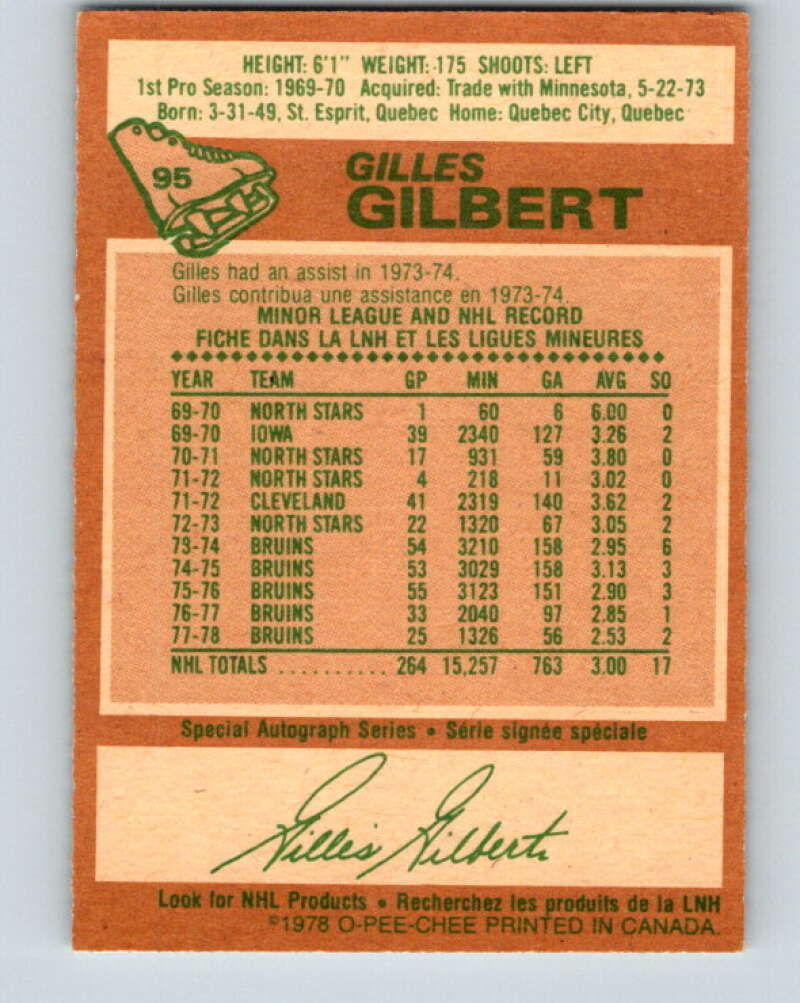 HEIGHT: 6'1" WEIGHT: 175 SHOOTS: LEFT
1st Pro Season: 1969-70 Acquired: Trade with Minnesota, 5-22-73
Born: 3-31-49, St. Esprit, Quebec Home: Quebec City, Quebec
95
GILLES
GILBERT
Gilles had an assist in 1973-74.
Gilles contribua une assistance en 1973-74.
MINOR LEAGUE AND NHL RECORD
FICHE DANS LA LNH ET LES LIGUES MINEURES
YEAR TEAM GP MIN GA AVG SO
69-70 NORTH STARS 1 60 6 6.00 0
69-70 IOWA 39 2340 127 3.26 2
70-71 NORTH STARS 17 931 59 3.80 0
71-72 NORTH STARS 4 218 11 3.02 0
71-72 CLEVELAND 41 2319 140 3.62 2
72-73 NORTH STARS 22 1320 67 3.05 2
73-74 BRUINS 54 3210 158 2.95 6
74-75 BRUINS 53 3029 158 3.13 3
75-76 BRUINS 55 3123 151 2.90 3
76-77 BRUINS 33 2040 97 2.85 1
77-78 BRUINS 25 1326 56 2.53 2
NHL TOTALS .......... 264 15,257 763 3.00 17
Special Autograph Series • Série signée spéciale
Gilles Gilbert
Look for NHL Products • Recherchez les produits de la LNH
©1978 O-PEE-CHEE PRINTED IN CANADA.